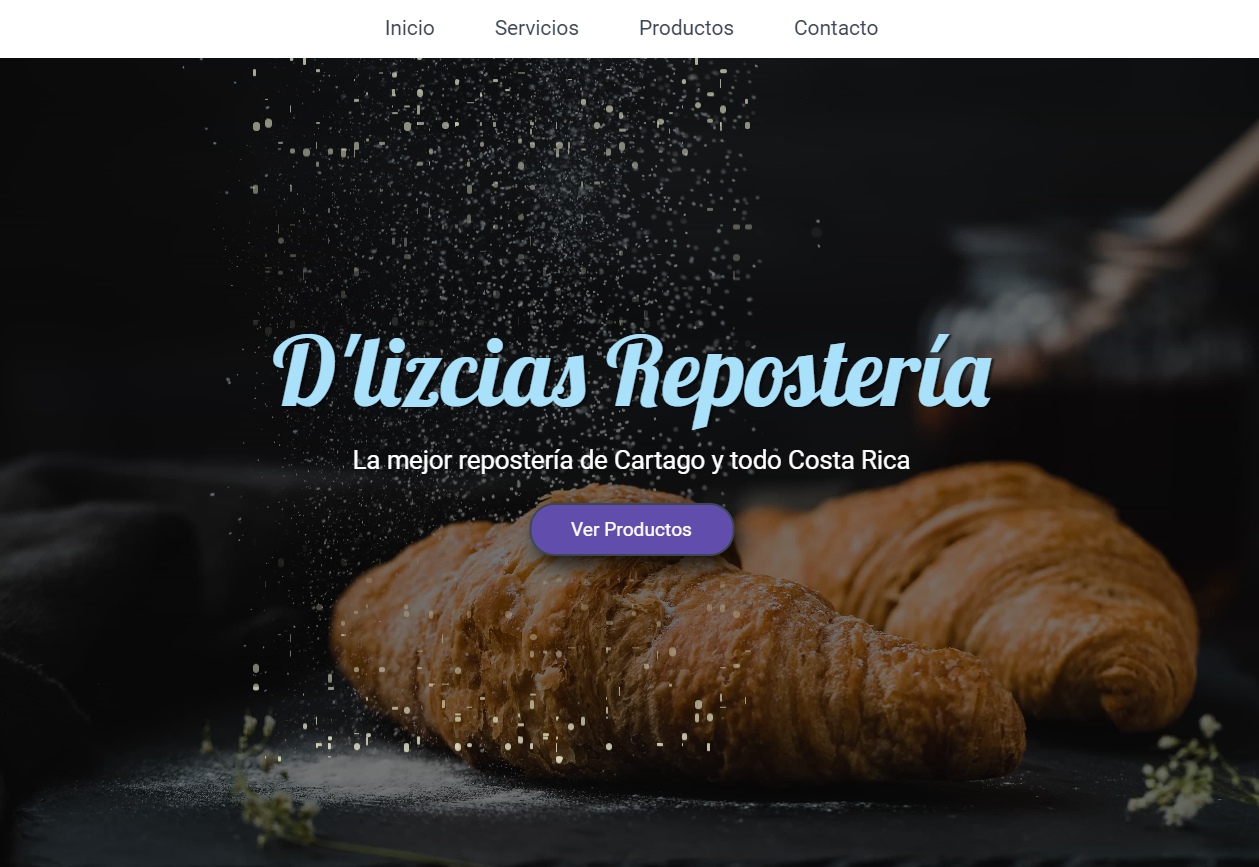 Inicio Servicios Productos Contacto
D'lizcias Repostería
La mejor repostería de Cartago y todo Costa Rica
Ver Productos